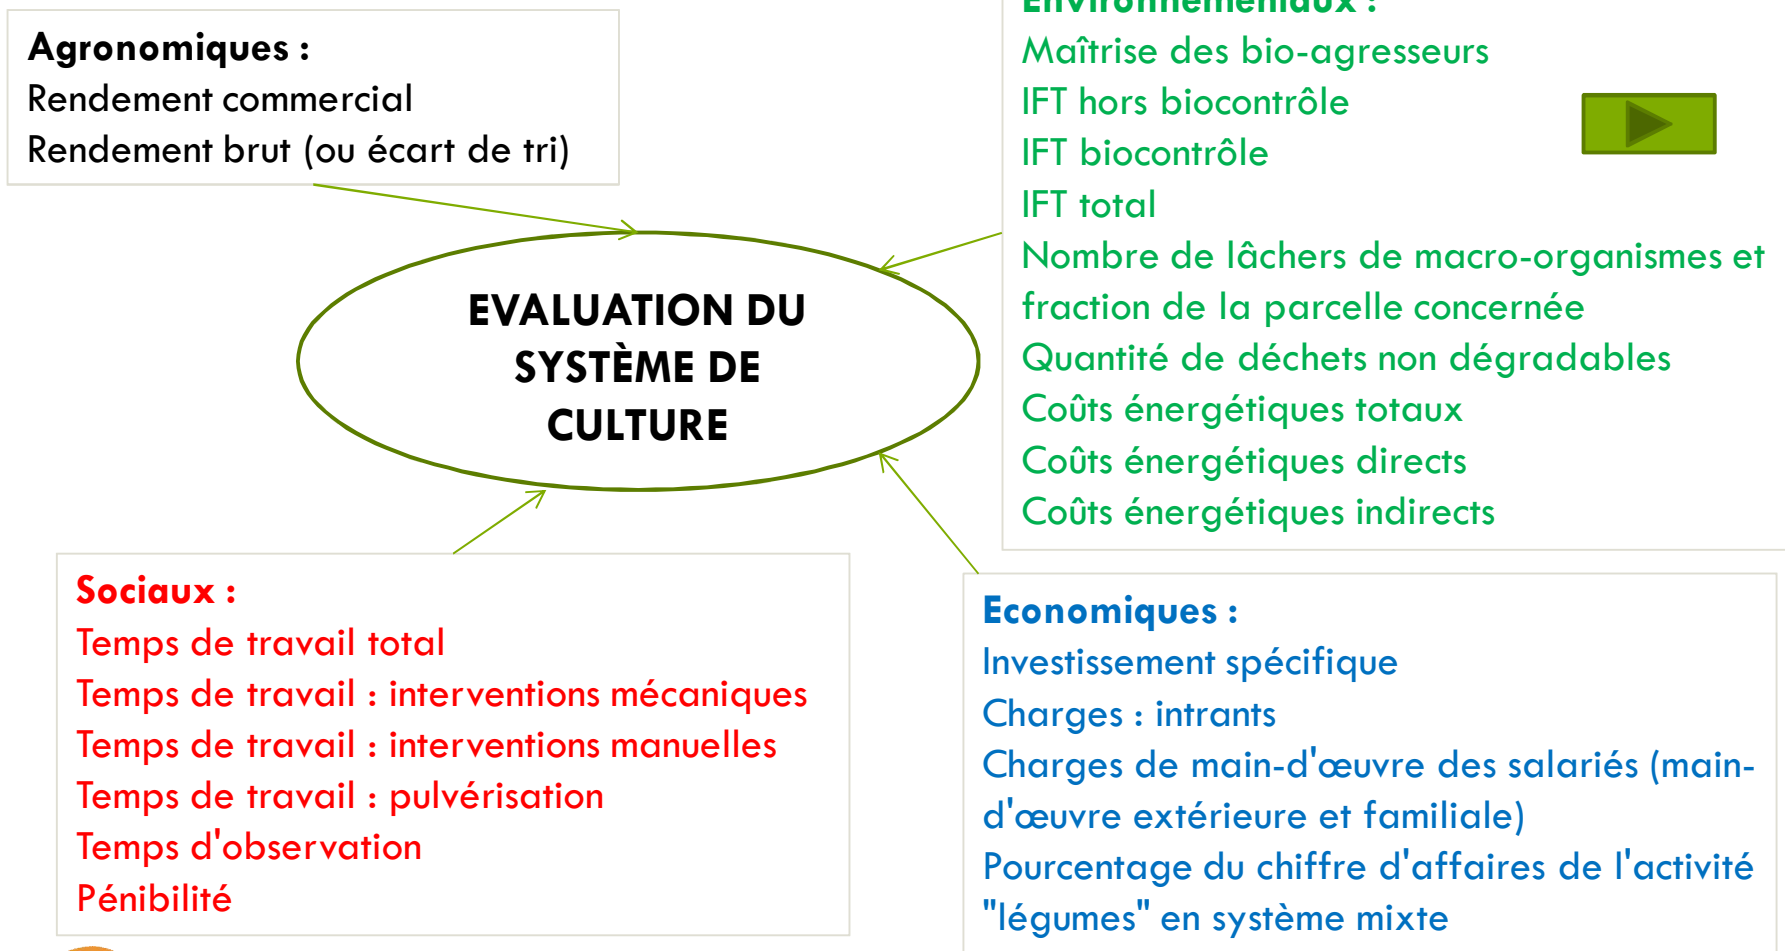 Agronomiques :
Rendement commercial
Rendement brut (ou écart de tri)
Environnementaux :
Maîtrise des bio-agresseurs
IFT hors biocontrôle
IFT biocontrôle
IFT total
Nombre de lâchers de macro-organismes et
fraction de la parcelle concernée
Quantité de déchets non dégradables
Coûts énergétiques totaux
Coûts énergétiques directs
Coûts énergétiques indirects
EVALUATION DU
SYSTÈME DE
CULTURE
Sociaux :
Temps de travail total
Temps de travail : interventions mécaniques
Temps de travail : interventions manuelles
Temps de travail : pulvérisation
Temps d'observation
Pénibilité
Economiques :
Investissement spécifique
Charges : intrants
Charges de main-d'œuvre des salariés (main-
d'œuvre extérieure et familiale)
Pourcentage du chiffre d'affaires de l'activité
"légumes" en système mixte